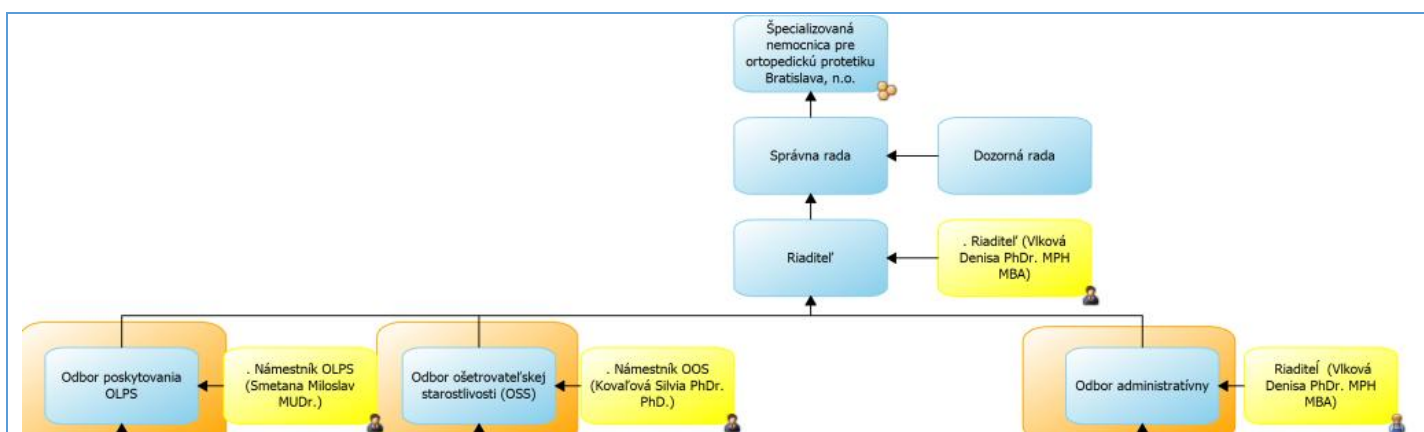 Špecializovaná
nemocnica pre
ortopedickú protetiku
Bratislava, n.o.
Správna rada
Dozorná rada
Riaditeľ
. Riaditeľ (Vlková
Denisa PhDr. MPH
MBA)
Odbor poskytovania
OLPS
. Námestník OLPS
(Smetana Miloslav
MUDr.)
Odbor ošetrovateľskej
starostlivosti (OSS)
. Námestník OOS
(Kovaľová Silvia PhDr.
PhD.)
Odbor administratívny
Riaditeĺ (Vlková
Denisa PhDr. MPH
MBA)